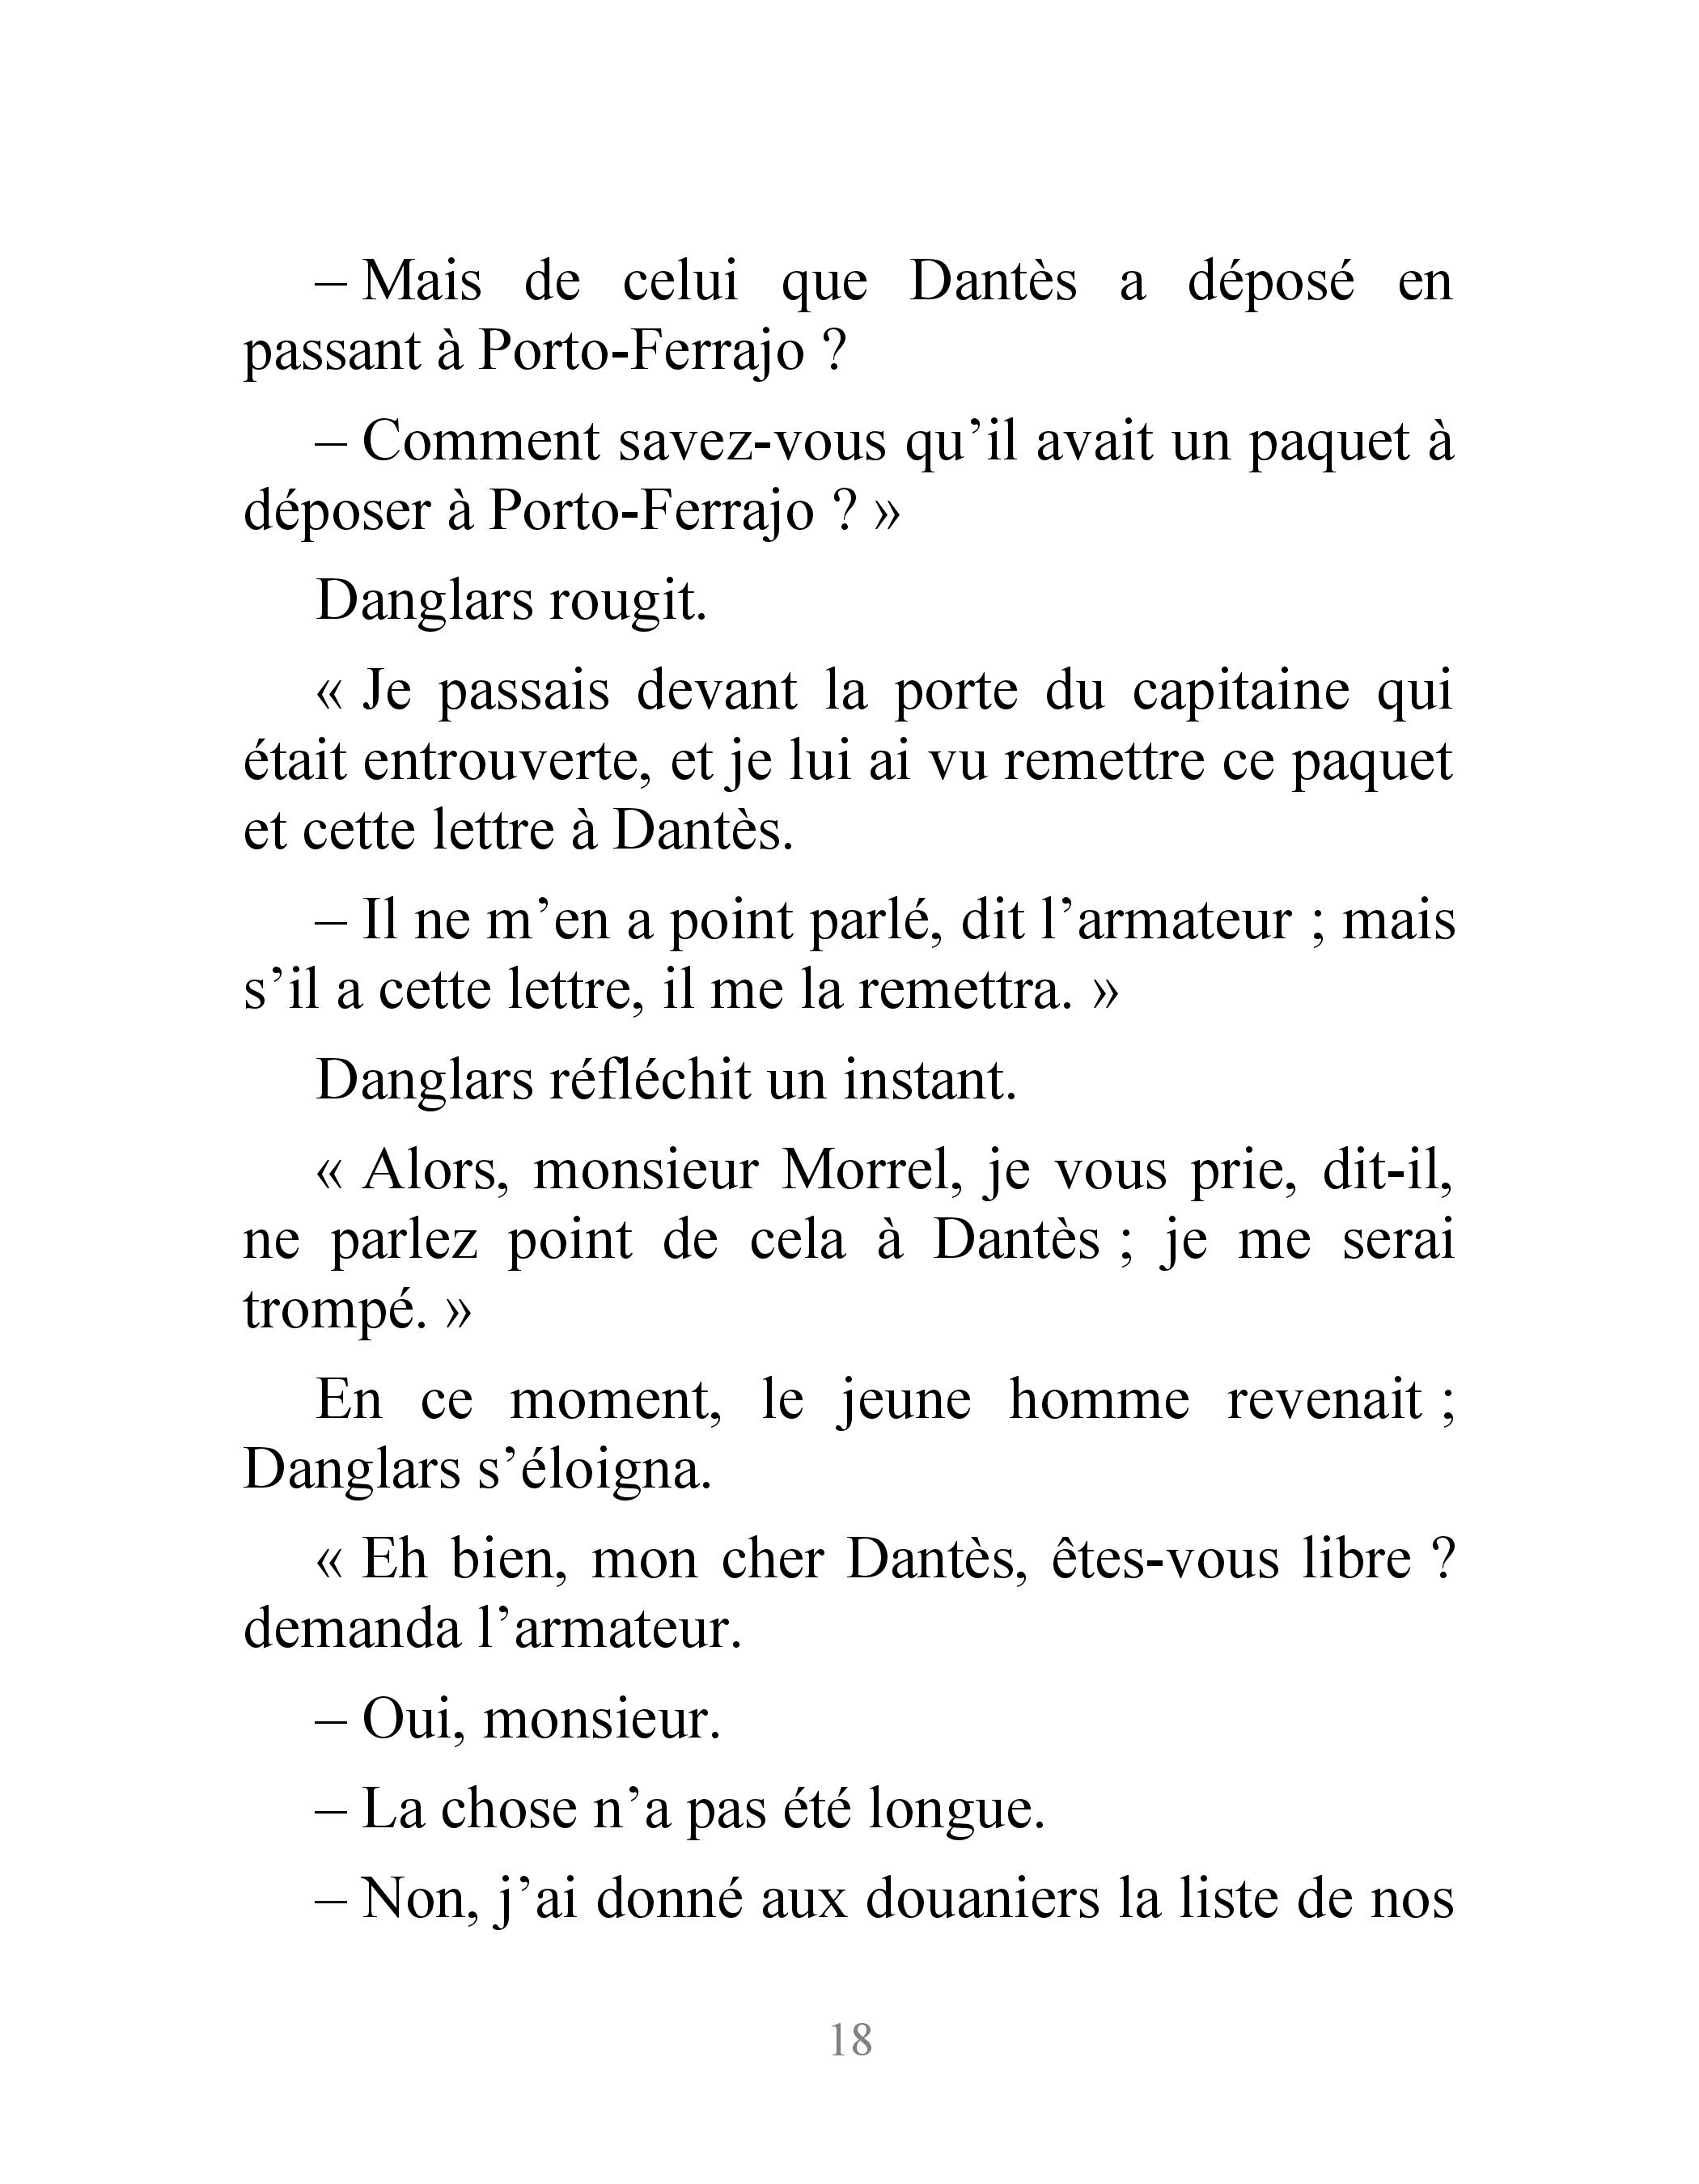 – Mais de celui que Dantès a déposé en
passant à Porto-Ferrajo ?
– Comment savez-vous qu’il avait un paquet à
déposer à Porto-Ferrajo ? »
Danglars rougit.
« Je passais devant la porte du capitaine qui
était entrouverte, et je lui ai vu remettre ce paquet
et cette lettre à Dantès.
– Il ne m’en a point parlé, dit l’armateur ; mais
s’il a cette lettre, il me la remettra. »
Danglars réfléchit un instant.
« Alors, monsieur Morrel, je vous prie, dit-il,
ne parlez point de cela à Dantès ; je me serai
trompé. »
En ce moment, le jeune homme revenait ;
Danglars s’éloigna.
« Eh bien, mon cher Dantès, êtes-vous libre ?
demanda l’armateur.
– Oui, monsieur.
– La chose n’a pas été longue.
– Non, j’ai donné aux douaniers la liste de nos
18